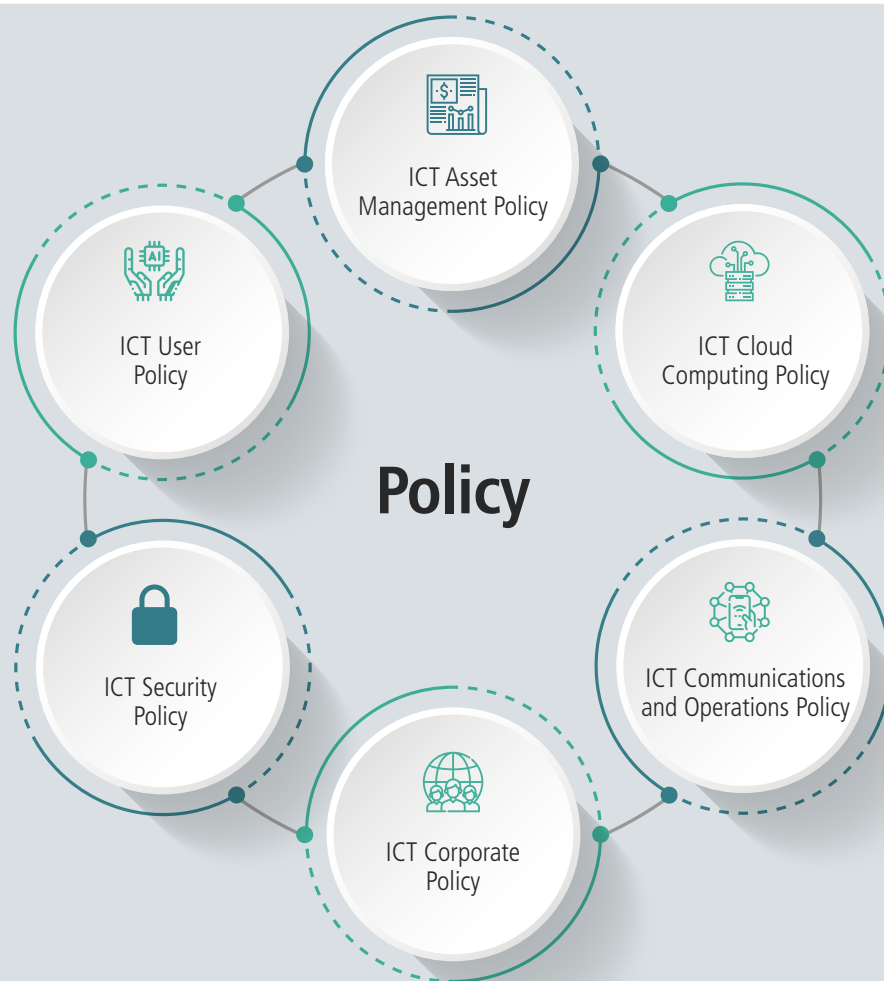 $
ICT Asset
Management Policy
AI
ICT User
Policy
ICT Cloud
Computing Policy
Policy
ICT Security
Policy
ICT Communications
and Operations Policy
ICT Corporate
Policy